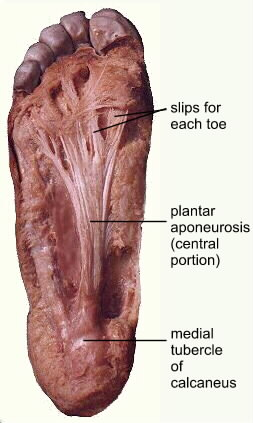 slips for
each toe
plantar
aponeurosis
(central
portion)
medial
tubercle
of
calcaneus